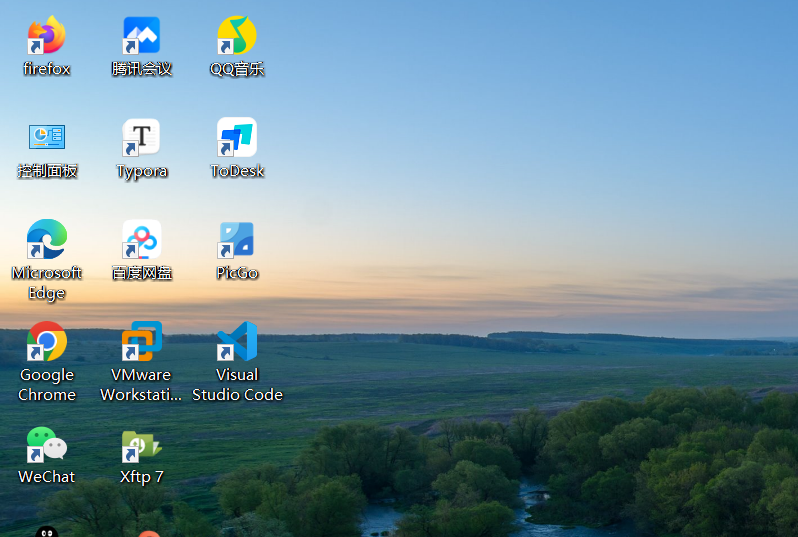 firefox
腾讯会议
QQ音乐
控制面板
T
Typora
ToDesk
Microsoft
Edge
百度网盘
PicGo
Google
Chrome
VMware
Workstati...
Visual
Studio Code
WeChat
Xftp 7